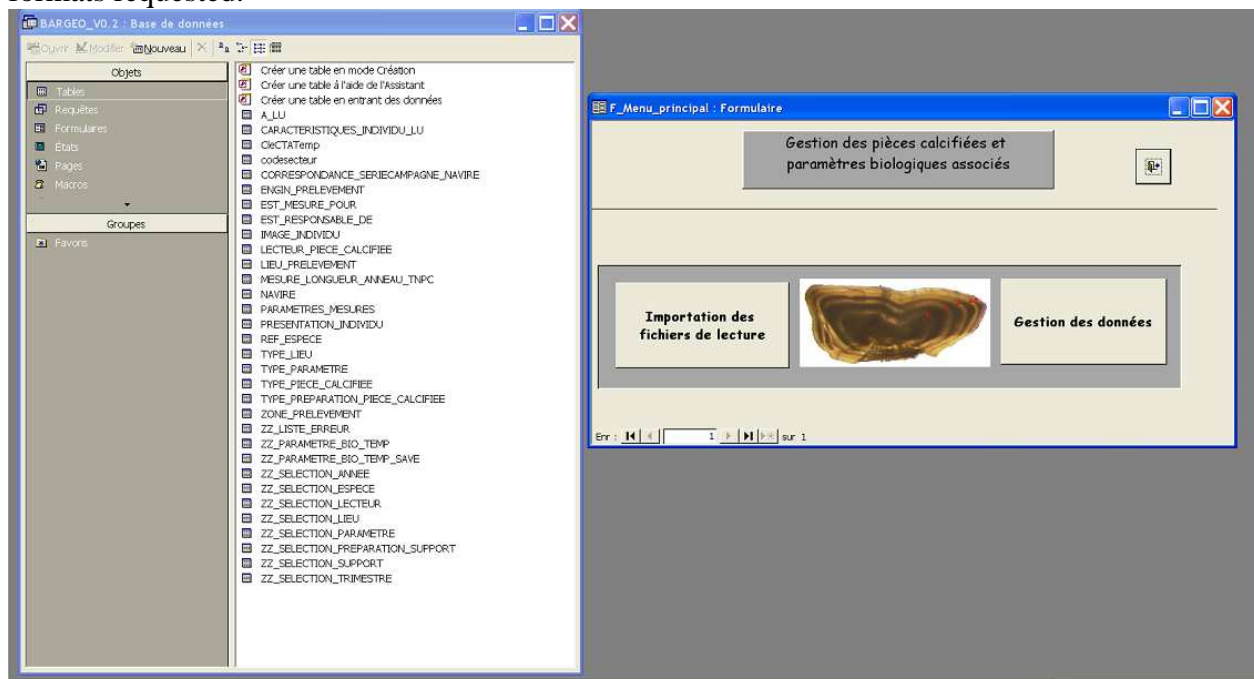 formats requested.
BARGEO_V0.2 : Base de données
Ouvrir Modifier Nouveau
Objets
Tables
Requêtes
Formulaires
États
Pages
Macros
Groupes
Favoris
Créer une table en mode Création
Créer une table à l'aide de l'Assistant
Créer une table en entrant des données
A_LU
CARACTERISTIQUES_INDIVIDU_LU
CleCTATemp
codesecteur
CORRESPONDANCE_SERIECAMPAGNE_NAVIRE
ENGIN_PRELEVEMENT
EST_MESURE_POUR
EST_RESPONSABLE_DE
IMAGE_INDIVIDU
LECTEUR_PIECE_CALCIFIEE
LIEU_PRELEVEMENT
MESURE_LONGUEUR_ANNEAU_TNPC
NAVIRE
PARAMETRES_MESURES
PRESENTATION_INDIVIDU
REF_ESPECE
TYPE_LIEU
TYPE_PARAMETRE
TYPE_PIECE_CALCIFIEE
TYPE_PREPARATION_PIECE_CALCIFIEE
ZONE_PRELEVEMENT
ZZ_LISTE_ERREUR
ZZ_PARAMETRE_BIO_TEMP
ZZ_PARAMETRE_BIO_TEMP_SAVE
ZZ_SELECTION_ANNEE
ZZ_SELECTION_ESPECE
ZZ_SELECTION_LECTEUR
ZZ_SELECTION_LIEU
ZZ_SELECTION_PARAMETRE
ZZ_SELECTION_PREPARATION_SUPPORT
ZZ_SELECTION_SUPPORT
ZZ_SELECTION_TRIMESTRE
F_Menu_principal : Formulaire
Gestion des pièces calcifiées et
paramètres biologiques associés
Importation des
fichiers de lecture
Gestion des données
Enr : 1 sur 1